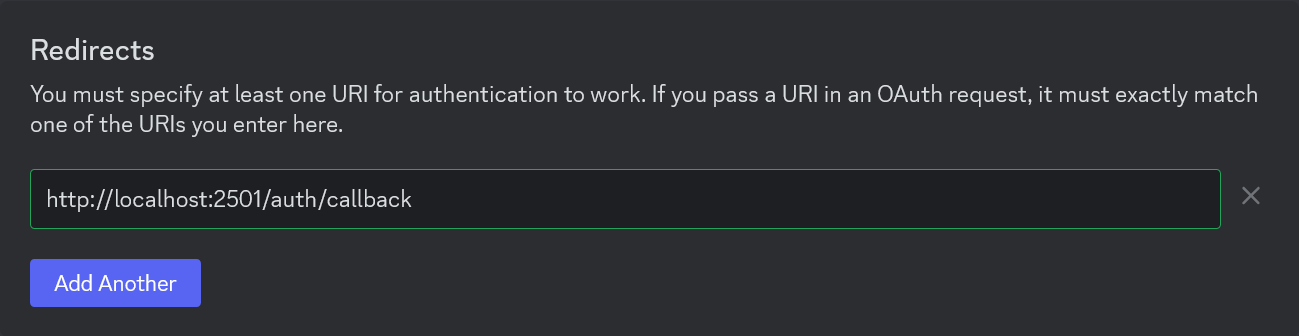 Redirects
You must specify at least one URI for authentication to work. If you pass a URI in an OAuth request, it must exactly match
one of the URIs you enter here.
http://localhost:2501/auth/callback
Add Another